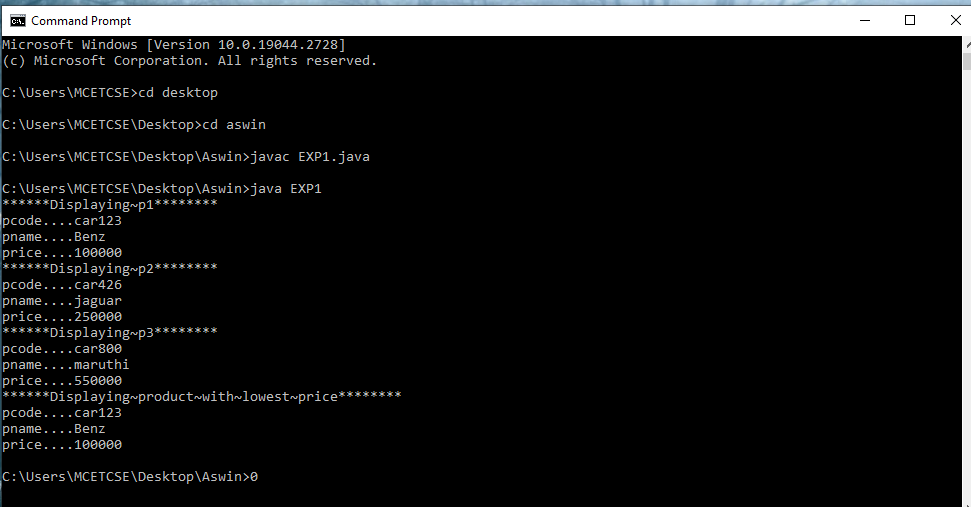 Command Prompt
Microsoft Windows [Version 10.0.19044.2728]
(c) Microsoft Corporation. All rights reserved.
C:\Users\MCETCSE>cd desktop
C:\Users\MCETCSE\Desktop>cd aswin
C:\Users\MCETCSE\Desktop\Aswin>javac EXP1.java
C:\Users\MCETCSE\Desktop\Aswin>java EXP1
******Displaying~p1********
pcode....car123
pname....Benz
price....100000
******Displaying~p2********
pcode....car426
pname....jaguar
price....250000
******Displaying~p3********
pcode....car800
pname....maruthi
price....550000
******Displaying~product~with~lowest~price********
pcode....car123
pname....Benz
price....100000
C:\Users\MCETCSE\Desktop\Aswin>0